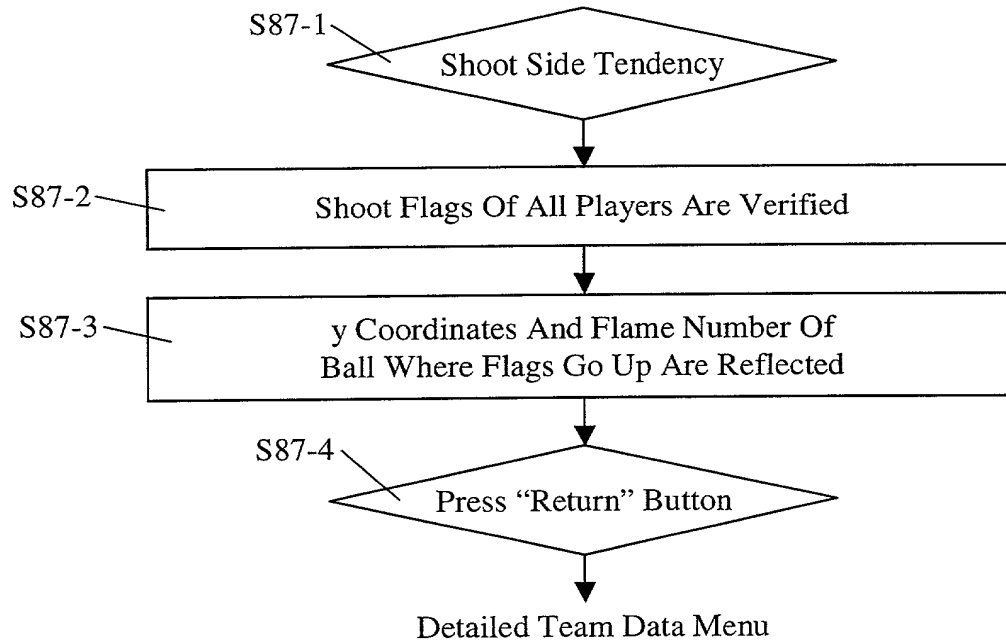 S87-1
Shoot Side Tendency
S87-2
Shoot Flags Of All Players Are Verified
S87-3
y Coordinates And Flame Number Of
Ball Where Flags Go Up Are Reflected
S87-4
Press “Return” Button
Detailed Team Data Menu